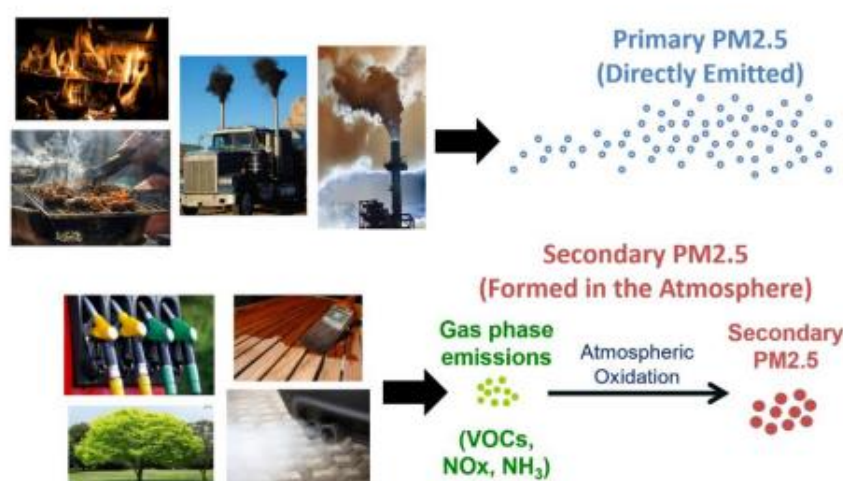 Primary PM2.5
(Directly Emitted)
Secondary PM2.5
(Formed in the Atmosphere)
Gas phase
emissions
(VOCs,
NOx, NH₃)
Atmospheric
Oxidation
Secondary
PM2.5